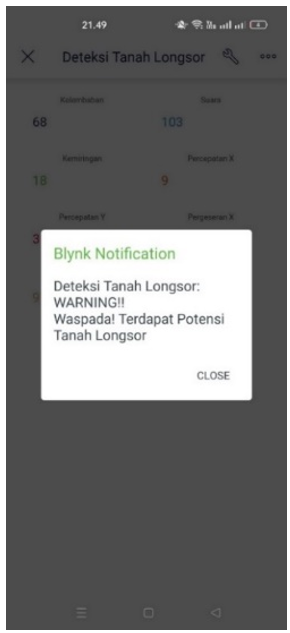 21.49
Deteksi Tanah Longsor
Kelembaban Suara
68 103
Kemiringan Percepatan X
18 9
Percepatan Y Pergeseran X
3
9
Blynk Notification
Deteksi Tanah Longsor:
WARNING!!
Waspada! Terdapat Potensi
Tanah Longsor
CLOSE